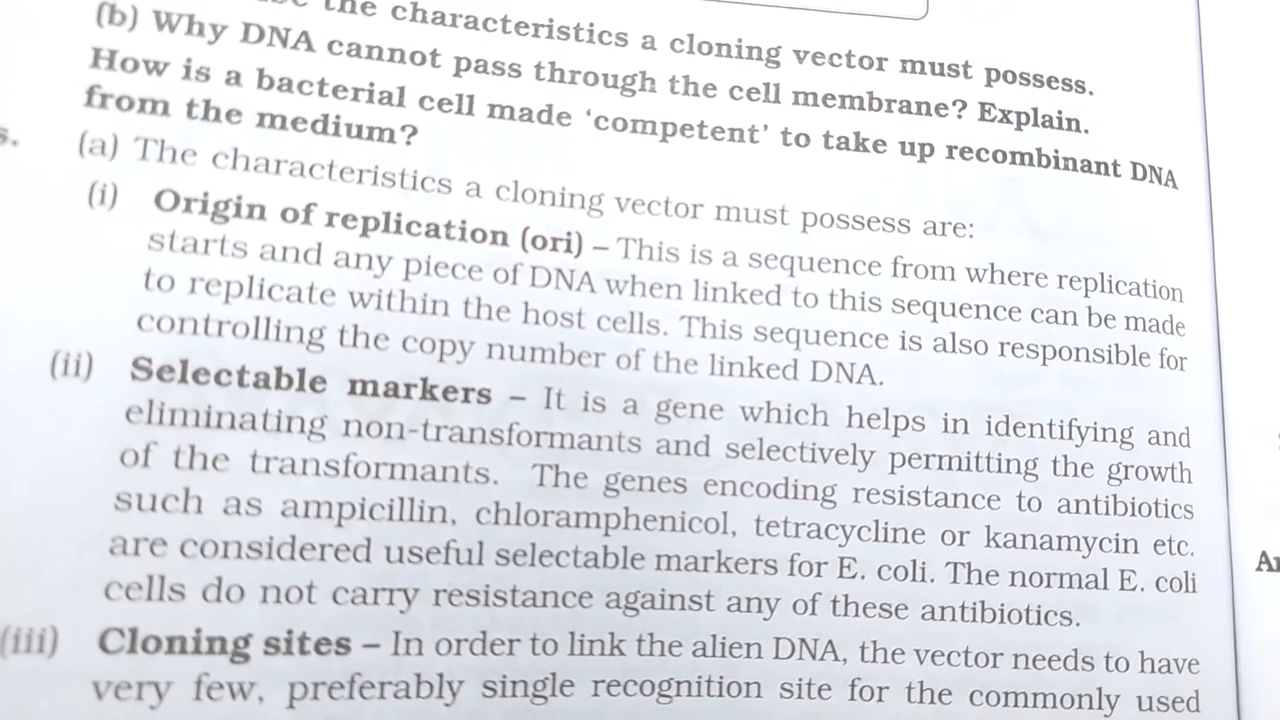 the characteristics a cloning vector must possess.
(b) Why DNA cannot pass through the cell membrane? Explain.
How is a bacterial cell made ‘competent’ to take up recombinant DNA
from the medium?
(a) The characteristics a cloning vector must possess are:
(i) Origin of replication (ori) – This is a sequence from where replication
starts and any piece of DNA when linked to this sequence can be made
to replicate within the host cells. This sequence is also responsible for
controlling the copy number of the linked DNA.
(ii) Selectable markers – It is a gene which helps in identifying and
eliminating non-transformants and selectively permitting the growth
of the transformants. The genes encoding resistance to antibiotics
such as ampicillin, chloramphenicol, tetracycline or kanamycin etc.
are considered useful selectable markers for E. coli. The normal E. coli
cells do not carry resistance against any of these antibiotics.
(iii) Cloning sites – In order to link the alien DNA, the vector needs to have
very few, preferably single recognition site for the commonly used